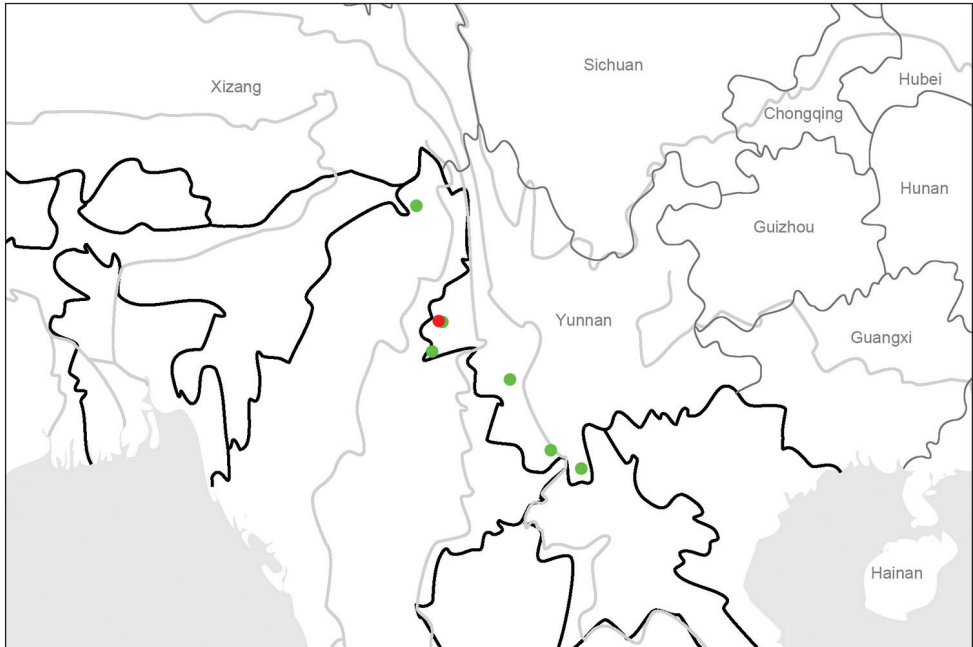 Sichuan
Hubei
Xizang
Chongqing
Hunan
Guizhou
Yunnan
Guangxi
Hainan